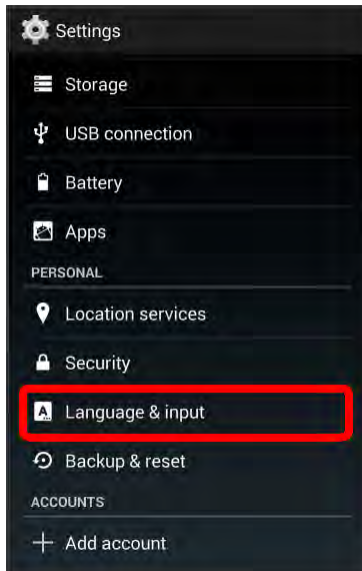 Settings
Storage
USB connection
Battery
Apps
PERSONAL
Location services
Security
Language & input
Backup & reset
ACCOUNTS
Add account